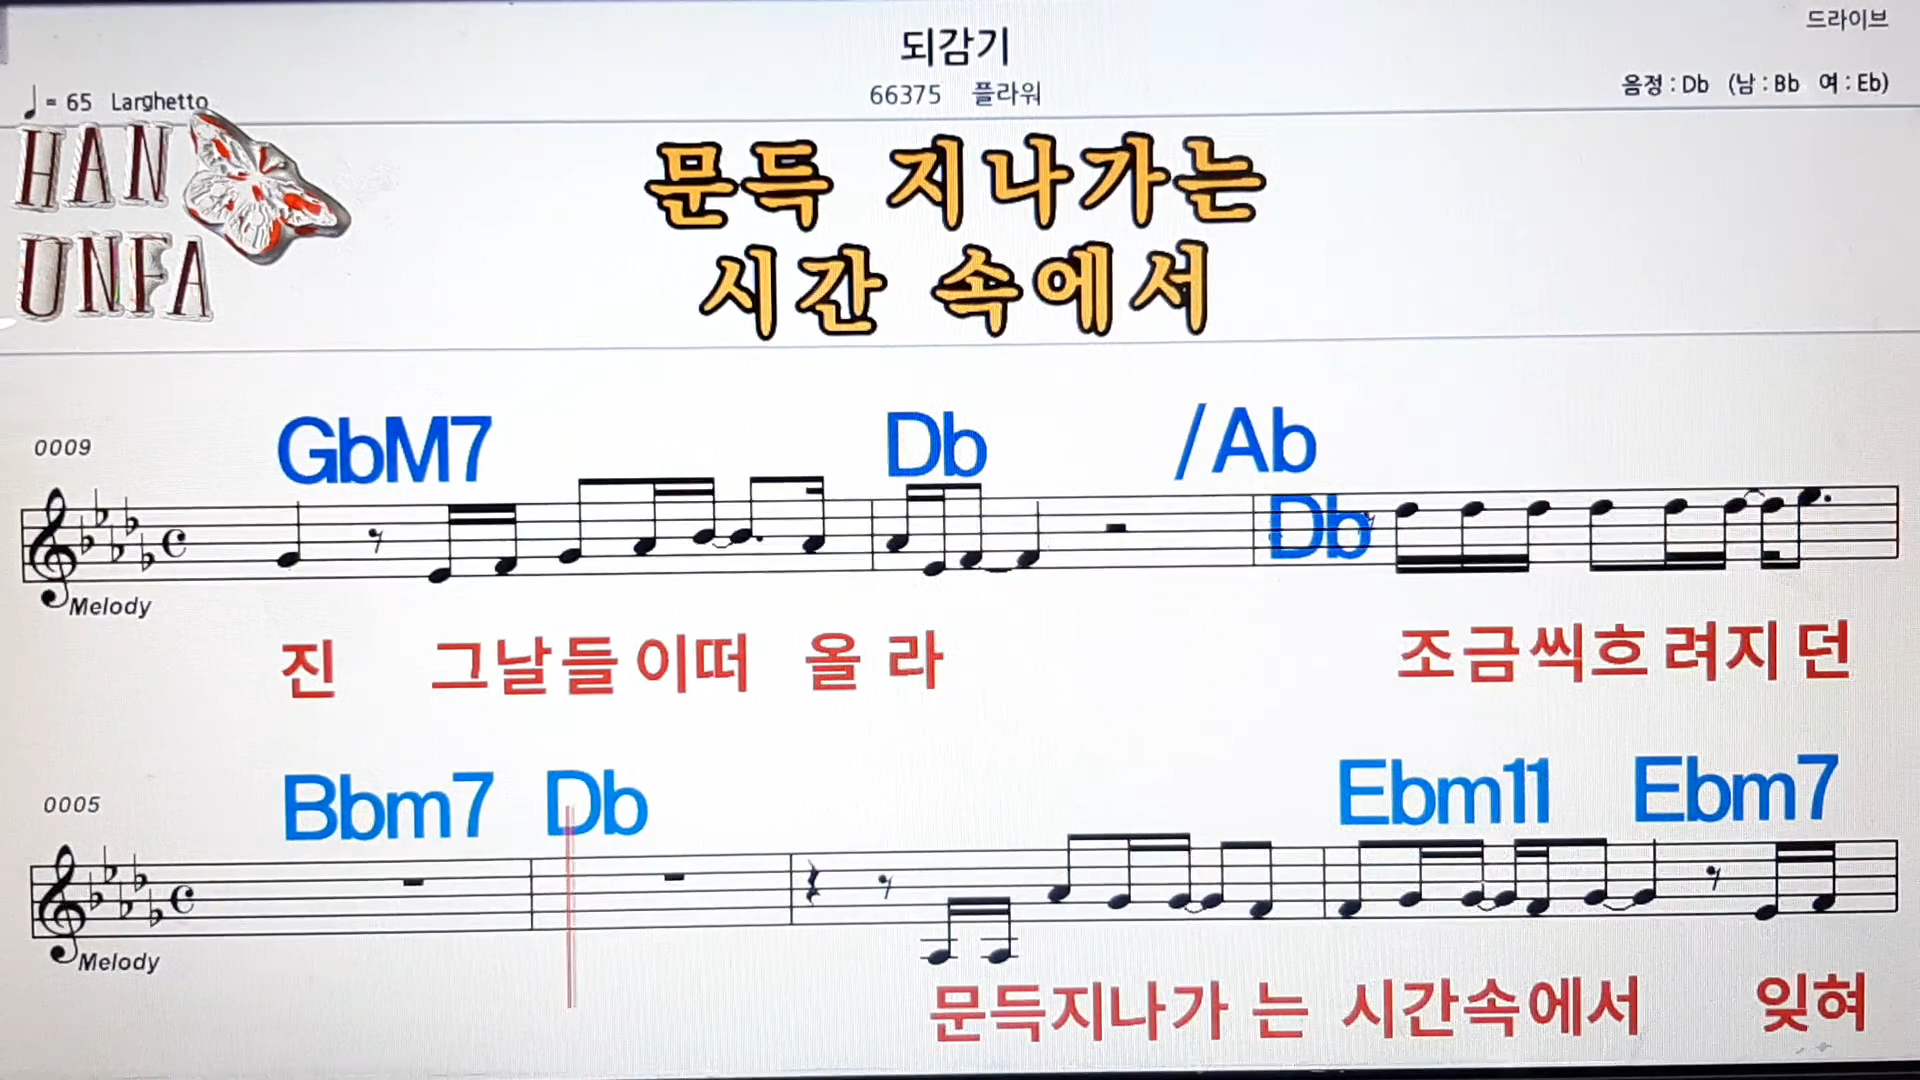 드라이브
되감기
66375 플라워
음정 : Db (남 : Bb 여 : Eb)
♩= 65 Larghetto
HAN
UNFA
문득 지나가는
시간 속에서
0009
GbM7 Db /Ab
Db
Melody
진 그날들이떠 올 라 조금씩흐려지던
0005
Bbm7 Db Ebm11 Ebm7
Melody
문득지나가 는 시간속에서 잊혀